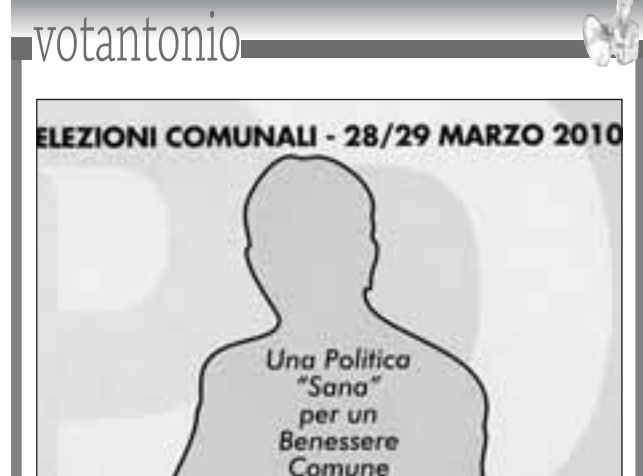 votantonio
ELEZIONI COMUNALI - 28/29 MARZO 2010
Una Politica
"Sana"
per un
Benessere
Comune